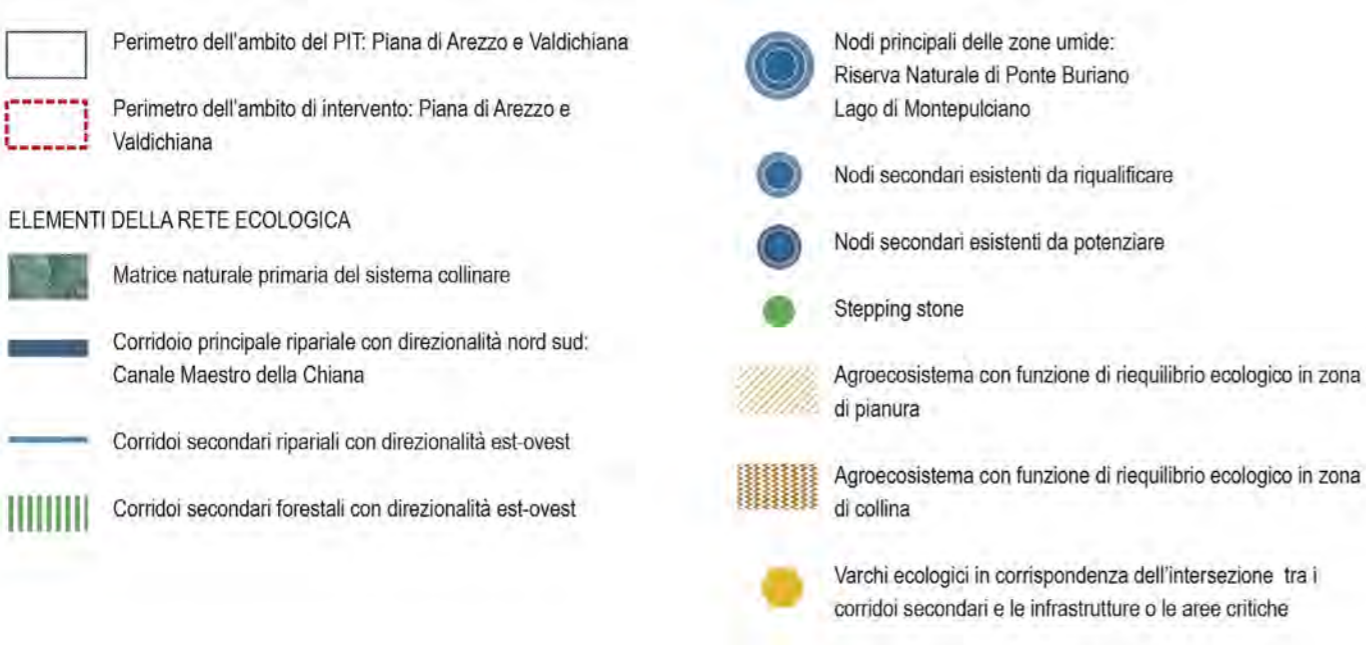 Perimetro dell'ambito del PIT: Piana di Arezzo e Valdichiana
Perimetro dell'ambito di intervento: Piana di Arezzo e
Valdichiana
ELEMENTI DELLA RETE ECOLOGICA
Matrice naturale primaria del sistema collinare
Corridoio principale ripariale con direzionalità nord sud:
Canale Maestro della Chiana
Corridoi secondari ripariali con direzionalità est-ovest
Corridoi secondari forestali con direzionalità est-ovest
Nodi principali delle zone umide:
Riserva Naturale di Ponte Buriano
Lago di Montepulciano
Nodi secondari esistenti da riqualificare
Nodi secondari esistenti da potenziare
Stepping stone
Agroecosistema con funzione di riequilibrio ecologico in zona
di pianura
Agroecosistema con funzione di riequilibrio ecologico in zona
di collina
Varchi ecologici in corrispondenza dell'intersezione tra i
corridoi secondari e le infrastrutture o le aree critiche